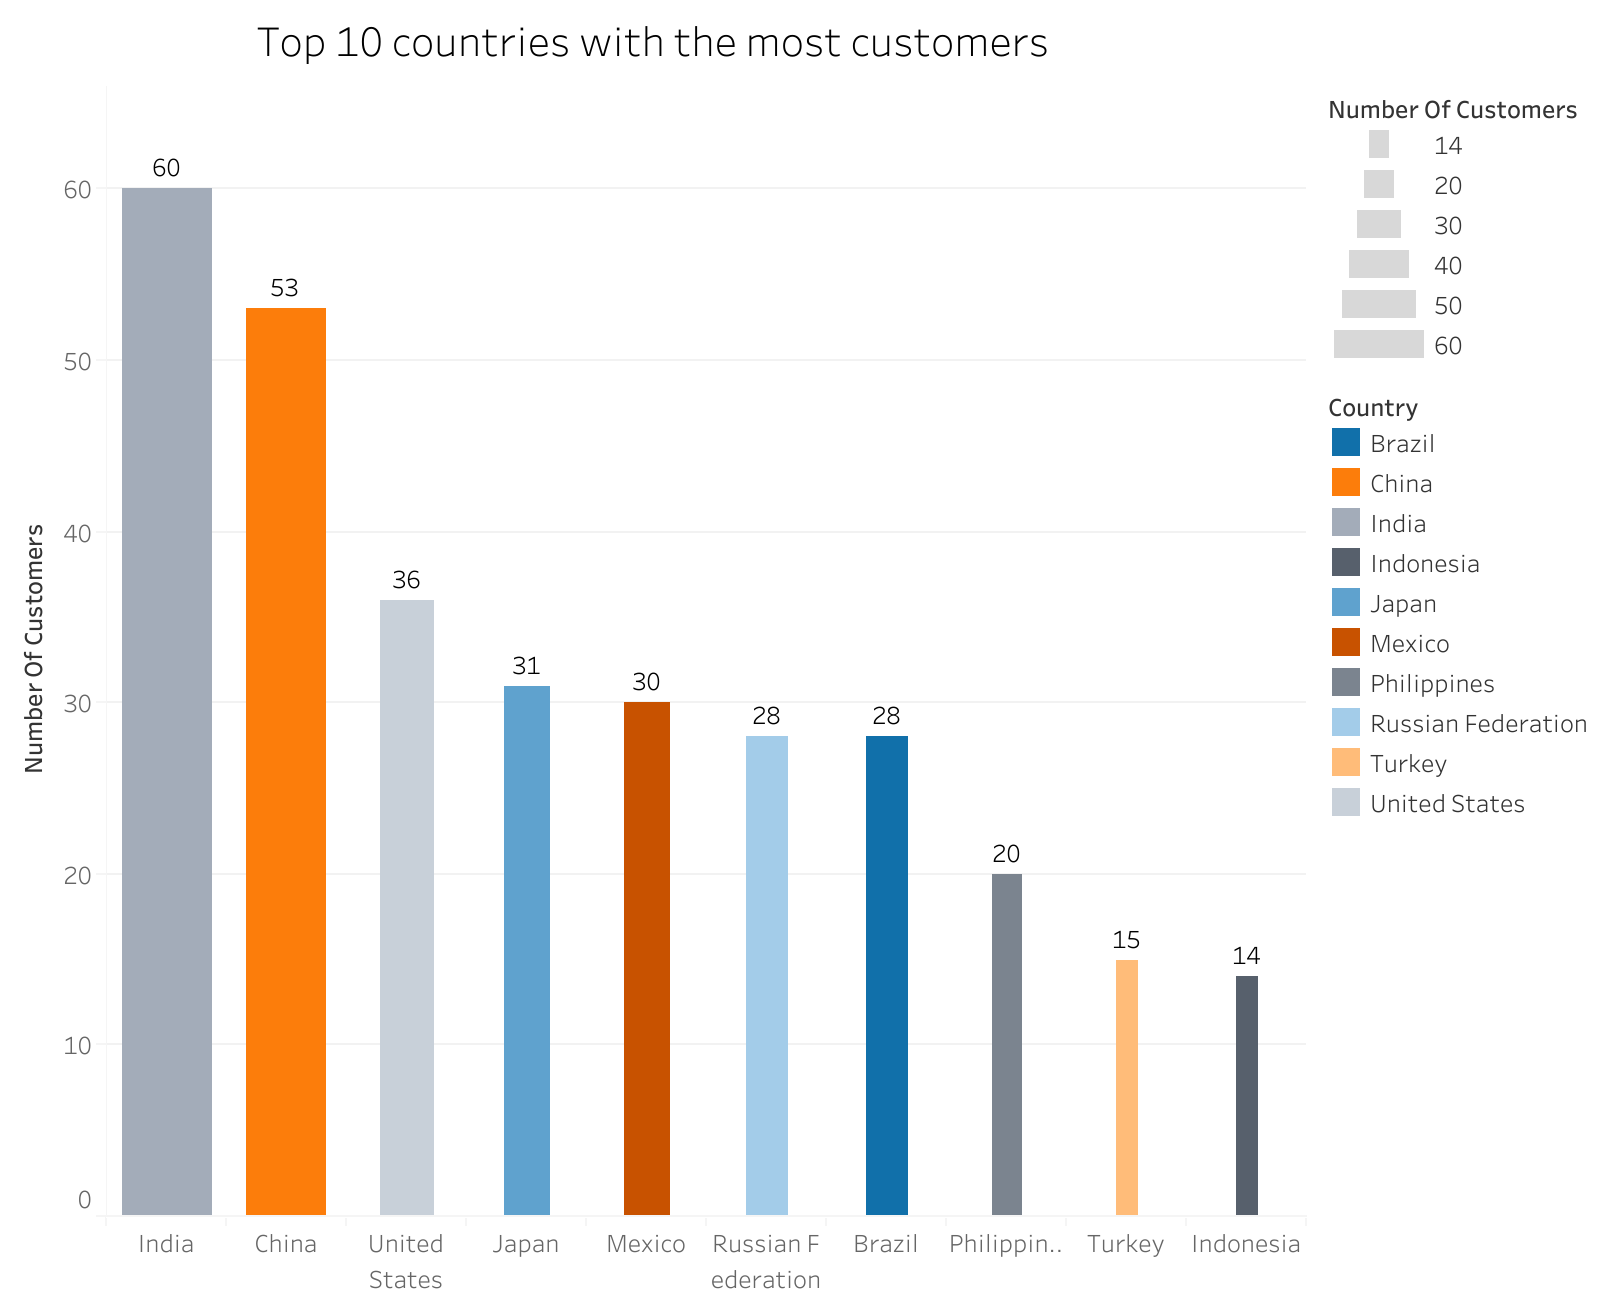 Top 10 countries with the most customers
Number Of Customers
60
50
40
30
20
10
0
60
53
36
31
30
28
28
20
15
14
India
China
United
States
Japan
Mexico
Russian F
ederation
Brazil
Philippin..
Turkey
Indonesia
Number Of Customers
14
20
30
40
50
60
Country
Brazil
China
India
Indonesia
Japan
Mexico
Philippines
Russian Federation
Turkey
United States